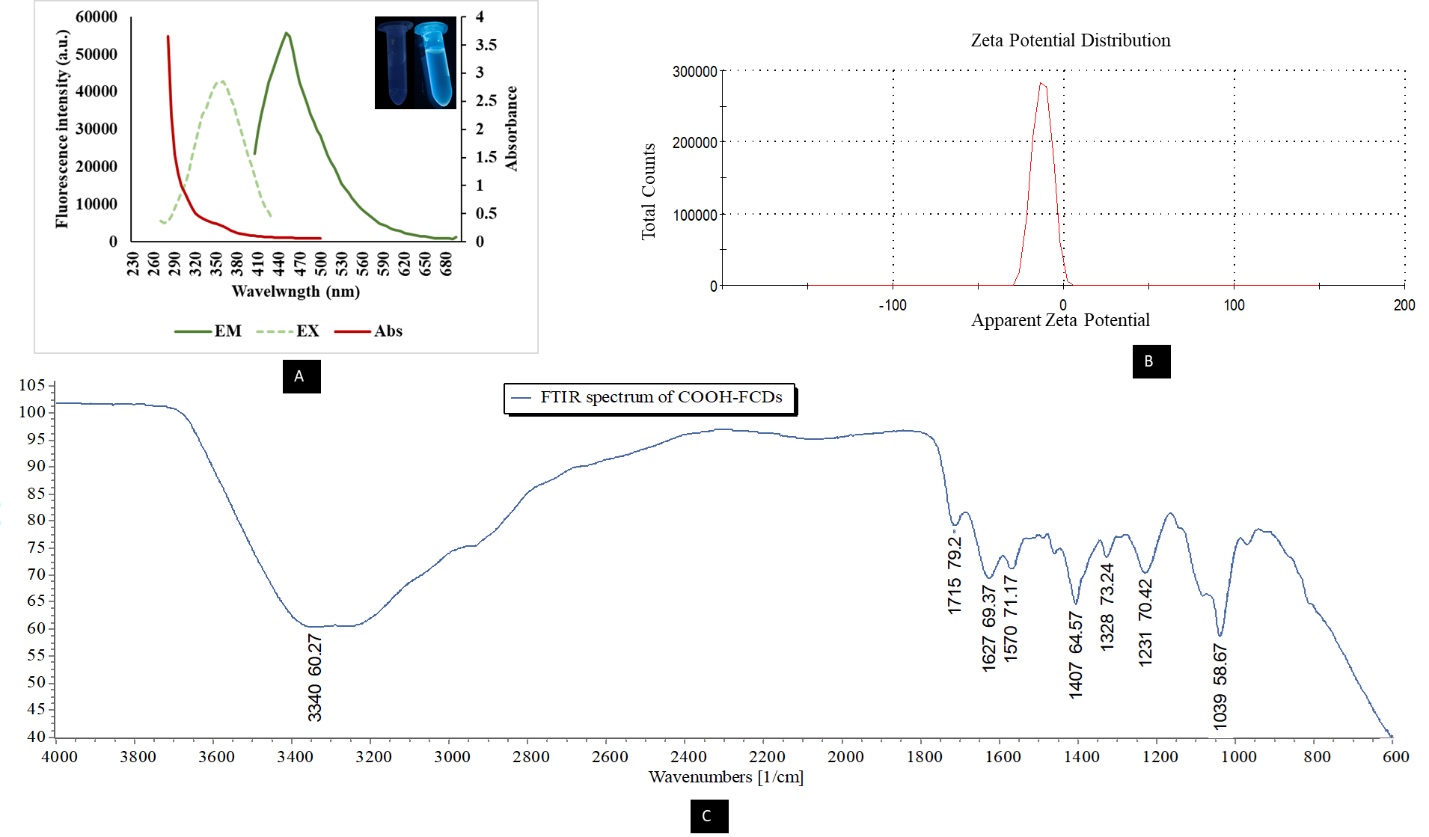 60000
50000
40000
30000
20000
10000
0
Fluorescence intensity (a.u.)
4
3.5
3
2.5
2
1.5
1
0.5
0
Absorbance
230 260 290 320 350 380 410 440 470 500 530 560 590 620 650 680
Wavelwngth (nm)
EM EX Abs
A
Zeta Potential Distribution
300000
200000
100000
0
Total Counts
-100 0 100 200
Apparent Zeta Potential
B
FTIR spectrum of COOH-FCDs
105
100
95
90
85
80
75
70
65
60
55
50
45
40
3340 60.27
1715 79.2
1627 69.37
1570 71.17
1407 64.57
1328 73.24
1231 70.42
1039 58.67
4000 3800 3600 3400 3200 3000 2800 2600 2400 2200 2000 1800 1600 1400 1200 1000 800 600
Wavenumbers [1/cm]
C